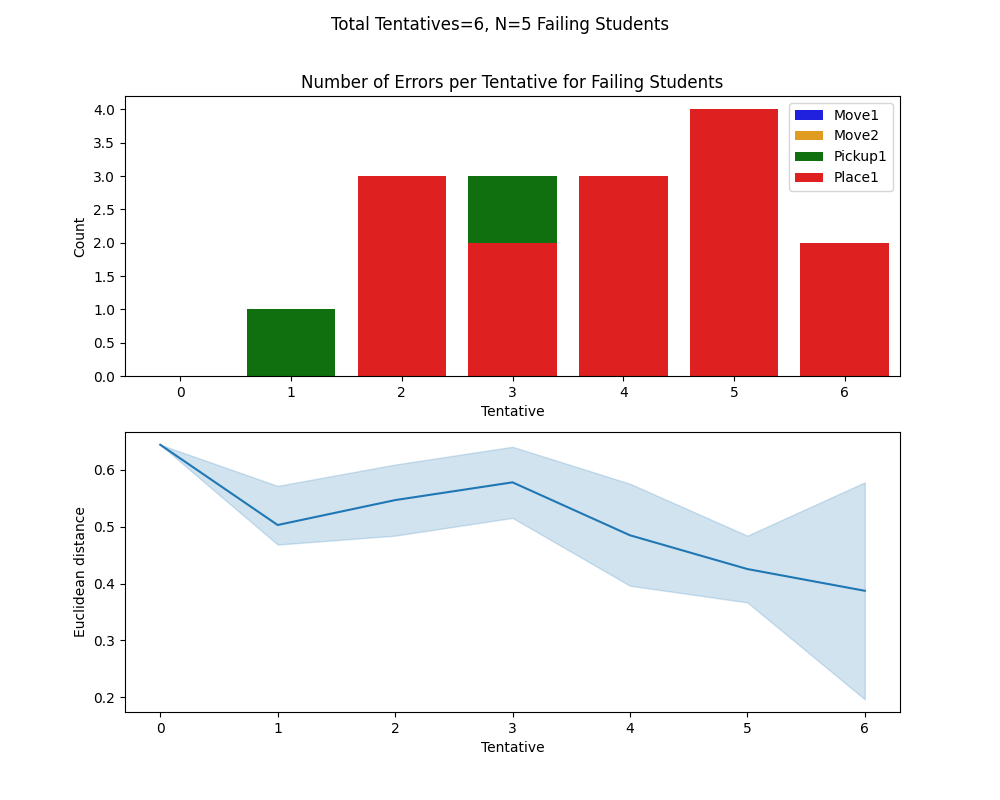 Total Tentatives=6, N=5 Failing Students
Number of Errors per Tentative for Failing Students
4.0
3.5
3.0
2.5
2.0
1.5
1.0
0.5
0.0
Count
Move1
Move2
Pickup1
Place1
0 1 2 3 4 5 6
Tentative
0.6
0.5
0.4
0.3
0.2
Euclidean distance
0 1 2 3 4 5 6
Tentative